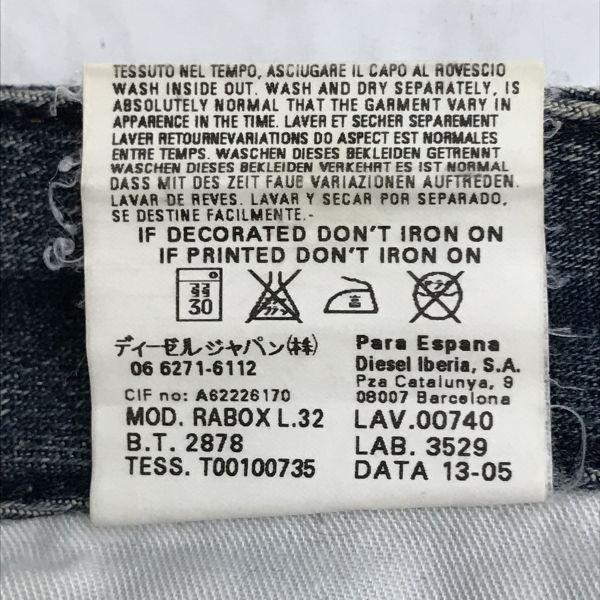 TESSUTO NEL TEMPO, ASCIUGARE IL CAPO AL ROVESCIO
WASH INSIDE OUT. WASH AND DRY SEPARATELY, IS
ABSOLUTELY NORMAL THAT THE GARMENT VARY IN
APPARENCE IN THE TIME. LAVER ET SECHER SEPAREMENT
LAVER RETOURNEVARIATIONS DO ASPECT EST NORMALES
ENTRE TEMPS. WASCHEN DIESES BEKLEIDEN GETRENNT
WASCHEN DIESES BEKLEIDEN VERKEHRT ES IST NORMAL
DASS MIT DES ZEIT FAUE VARIAZIONEN AUFTREDEN.
LAVAR DE REVES. LAVAR Y SECAR POR SEPARADO,
SE DESTINE FACILMENTE.-
IF DECORATED DON'T IRON ON
IF PRINTED DON'T IRON ON
弱 30
高
エンソ
ディーゼルジャパン(株)
06 6271-6112
CIF no: A62226170
MOD. RABOX L.32
B.T. 2878
TESS. T00100735
Para Espana
Diesel Iberia, S.A.
Pza Catalunya, 9
08007 Barcelona
LAV.00740
LAB. 3529
DATA 13-05